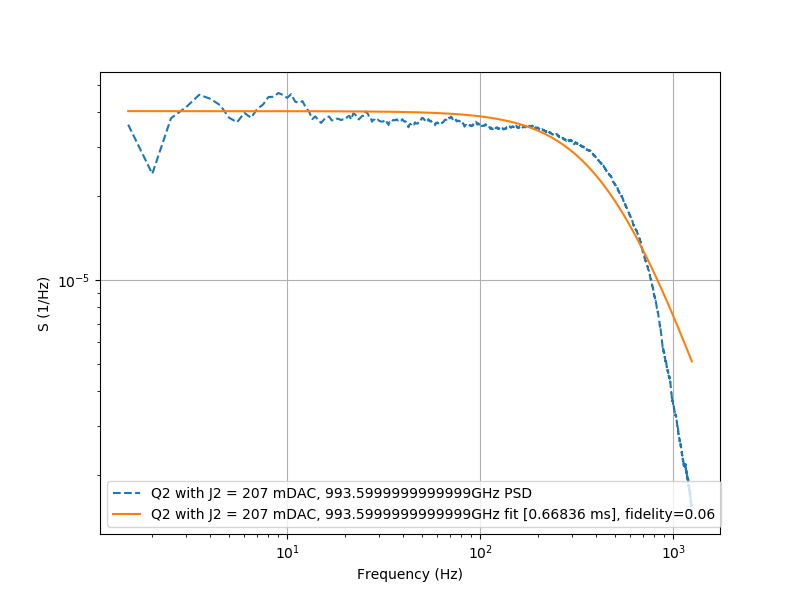 S (1/Hz)
10⁻⁵
Q2 with J2 = 207 mDAC, 993.5999999999999GHz PSD
Q2 with J2 = 207 mDAC, 993.5999999999999GHz fit [0.66836 ms], fidelity=0.06
10¹ 10² 10³
Frequency (Hz)